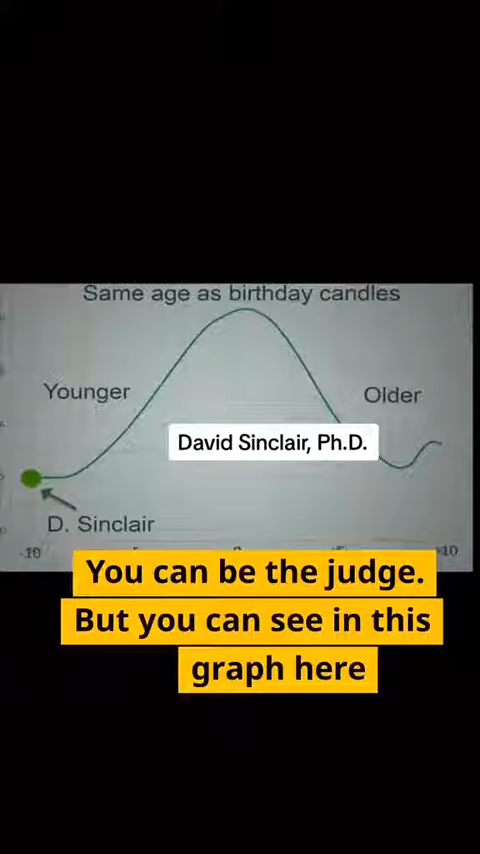 Same age as birthday candles
Younger
Older
David Sinclair, Ph.D.
D. Sinclair
-10
10
You can be the judge.
But you can see in this
graph here